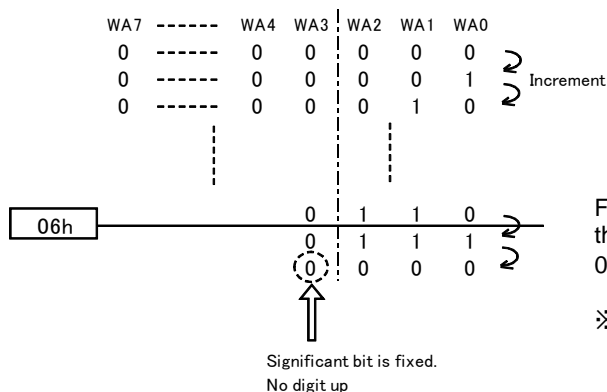 WA7 ------ WA4 WA3 WA2 WA1 WA0
0 ------ 0 0 0 0 0
0 ------ 0 0 0 0 1
Increment
0 ------ 0 0 0 1 0
0 1 1 0
06h
0 1 1 1
0 0 0 0
F
th
0
※
Significant bit is fixed.
No digit up